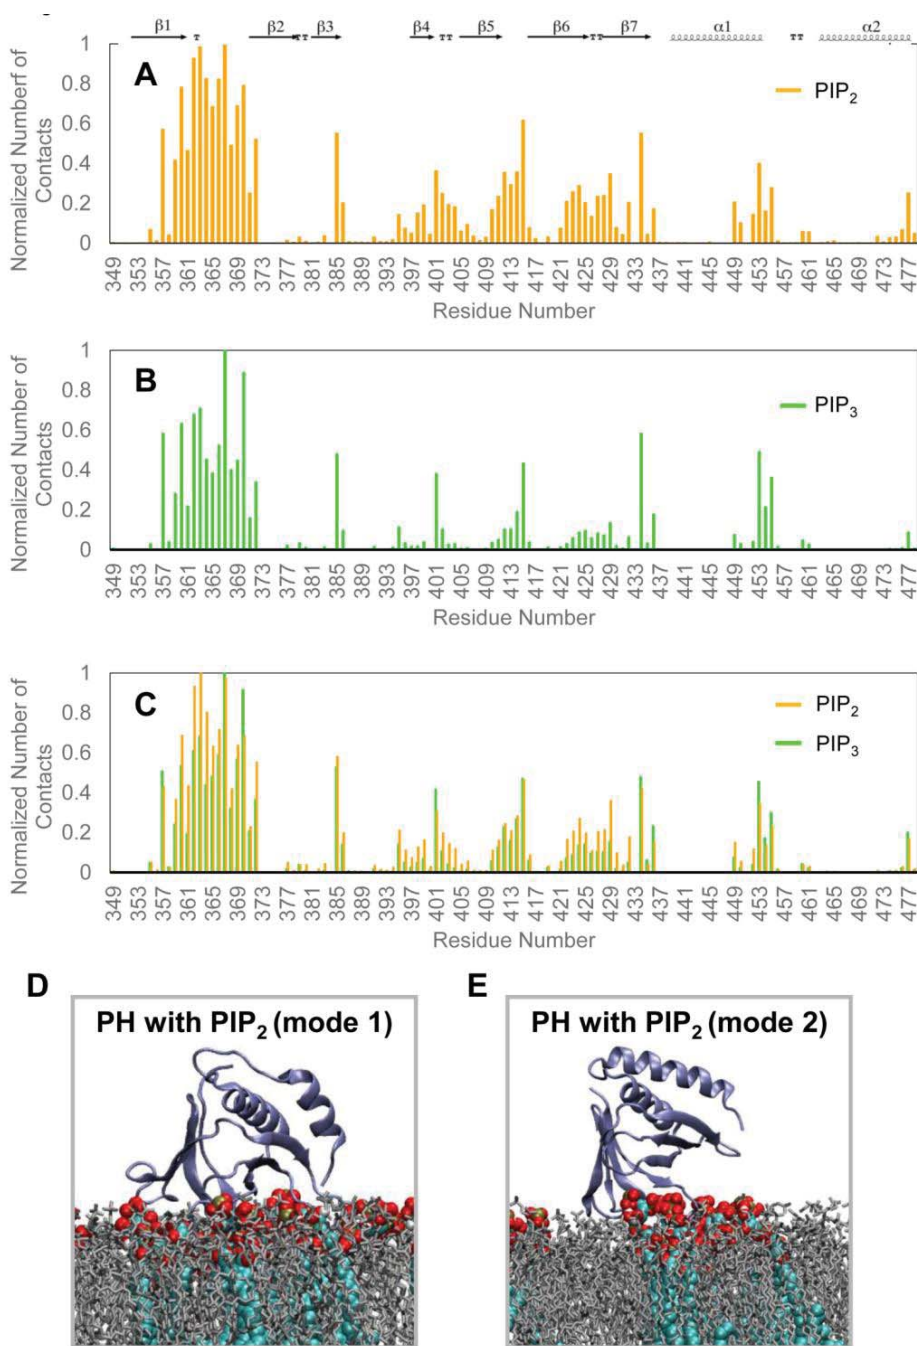 β1 T β2 TT β3 β4 TT β5 β6 TT β7 α1 TT α2
A
PIP₂
Normalized Numberf of
Contacts
1
0.8
0.6
0.4
0.2
0
349 353 357 361 365 369 373 377 381 385 389 393 397 401 405 409 413 417 421 425 429 433 437 441 445 449 453 457 461 465 469 473 477
Residue Number
B
PIP₃
Normalized Number of
Contacts
1
0.8
0.6
0.4
0.2
0
349 353 357 361 365 369 373 377 381 385 389 393 397 401 405 409 413 417 421 425 429 433 437 441 445 449 453 457 461 465 469 473 477
Residue Number
C
PIP₂
PIP₃
Normalized Number of
Contacts
1
0.8
0.6
0.4
0.2
0
349 353 357 361 365 369 373 377 381 385 389 393 397 401 405 409 413 417 421 425 429 433 437 441 445 449 453 457 461 465 469 473 477
Residue Number
D
PH with PIP₂ (mode 1)
E
PH with PIP₂ (mode 2)